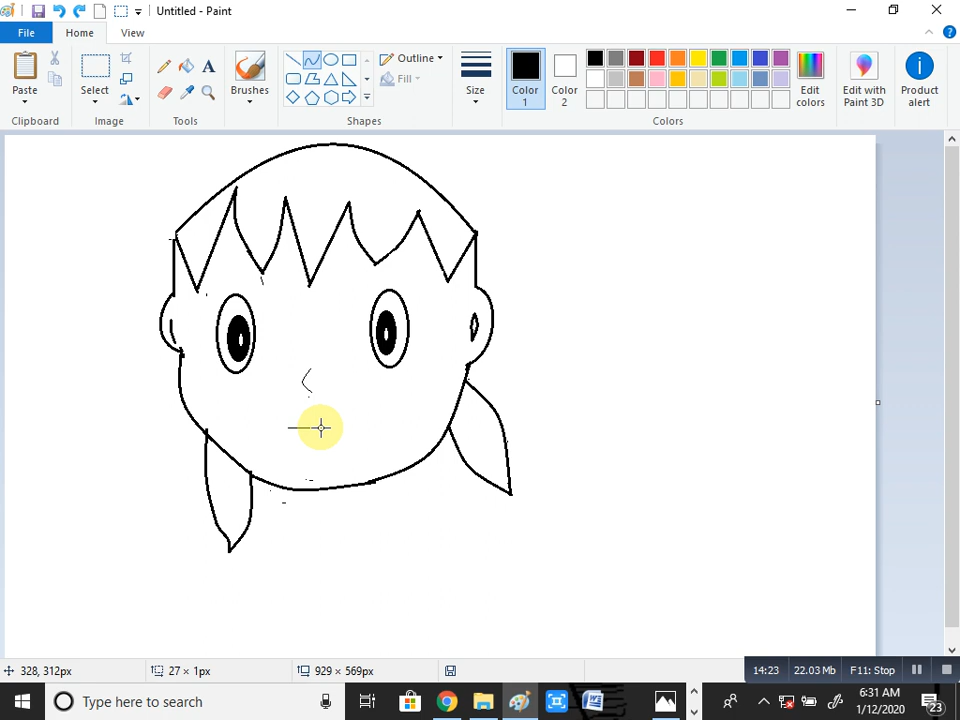 Untitled - Paint
File
Home
View
Paste
Select
A
Brushes
Outline
Fill
Size
Color
1
Color
2
Edit
colors
Edit with
Paint 3D
Product
alert
Clipboard
Image
Tools
Shapes
Colors
328, 312px
27 × 1px
929 × 569px
14:23
22.03 Mb
F11: Stop
Type here to search
6:31 AM
1/12/2020
23